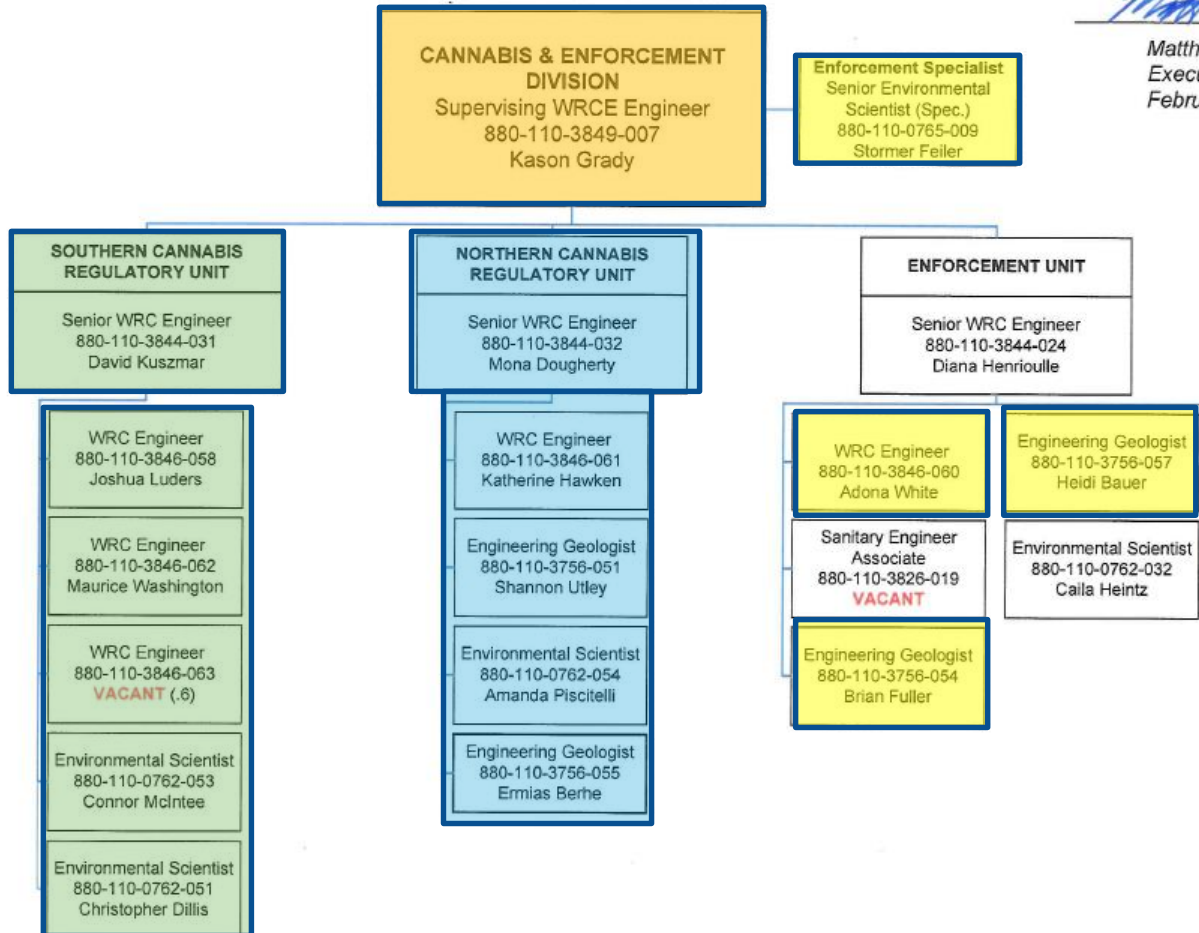 CANNABIS & ENFORCEMENT
DIVISION
Supervising WRCE Engineer
880-110-3849-007
Kason Grady
Enforcement Specialist
Senior Environmental
Scientist (Spec.)
880-110-0765-009
Stormer Feiler
Matth
Execu
Febru
SOUTHERN CANNABIS
REGULATORY UNIT
Senior WRC Engineer
880-110-3844-031
David Kuszmar
WRC Engineer
880-110-3846-058
Joshua Luders
WRC Engineer
880-110-3846-062
Maurice Washington
WRC Engineer
880-110-3846-063
VACANT (.6)
Environmental Scientist
880-110-0762-053
Connor McIntee
Environmental Scientist
880-110-0762-051
Christopher Dillis
NORTHERN CANNABIS
REGULATORY UNIT
Senior WRC Engineer
880-110-3844-032
Mona Dougherty
WRC Engineer
880-110-3846-061
Katherine Hawken
Engineering Geologist
880-110-3756-051
Shannon Utley
Environmental Scientist
880-110-0762-054
Amanda Piscitelli
Engineering Geologist
880-110-3756-055
Ermias Berhe
ENFORCEMENT UNIT
Senior WRC Engineer
880-110-3844-024
Diana Henrioulle
WRC Engineer
880-110-3846-060
Adona White
Sanitary Engineer
Associate
880-110-3826-019
VACANT
Engineering Geologist
880-110-3756-054
Brian Fuller
Engineering Geologist
880-110-3756-057
Heidi Bauer
Environmental Scientist
880-110-0762-032
Caila Heintz